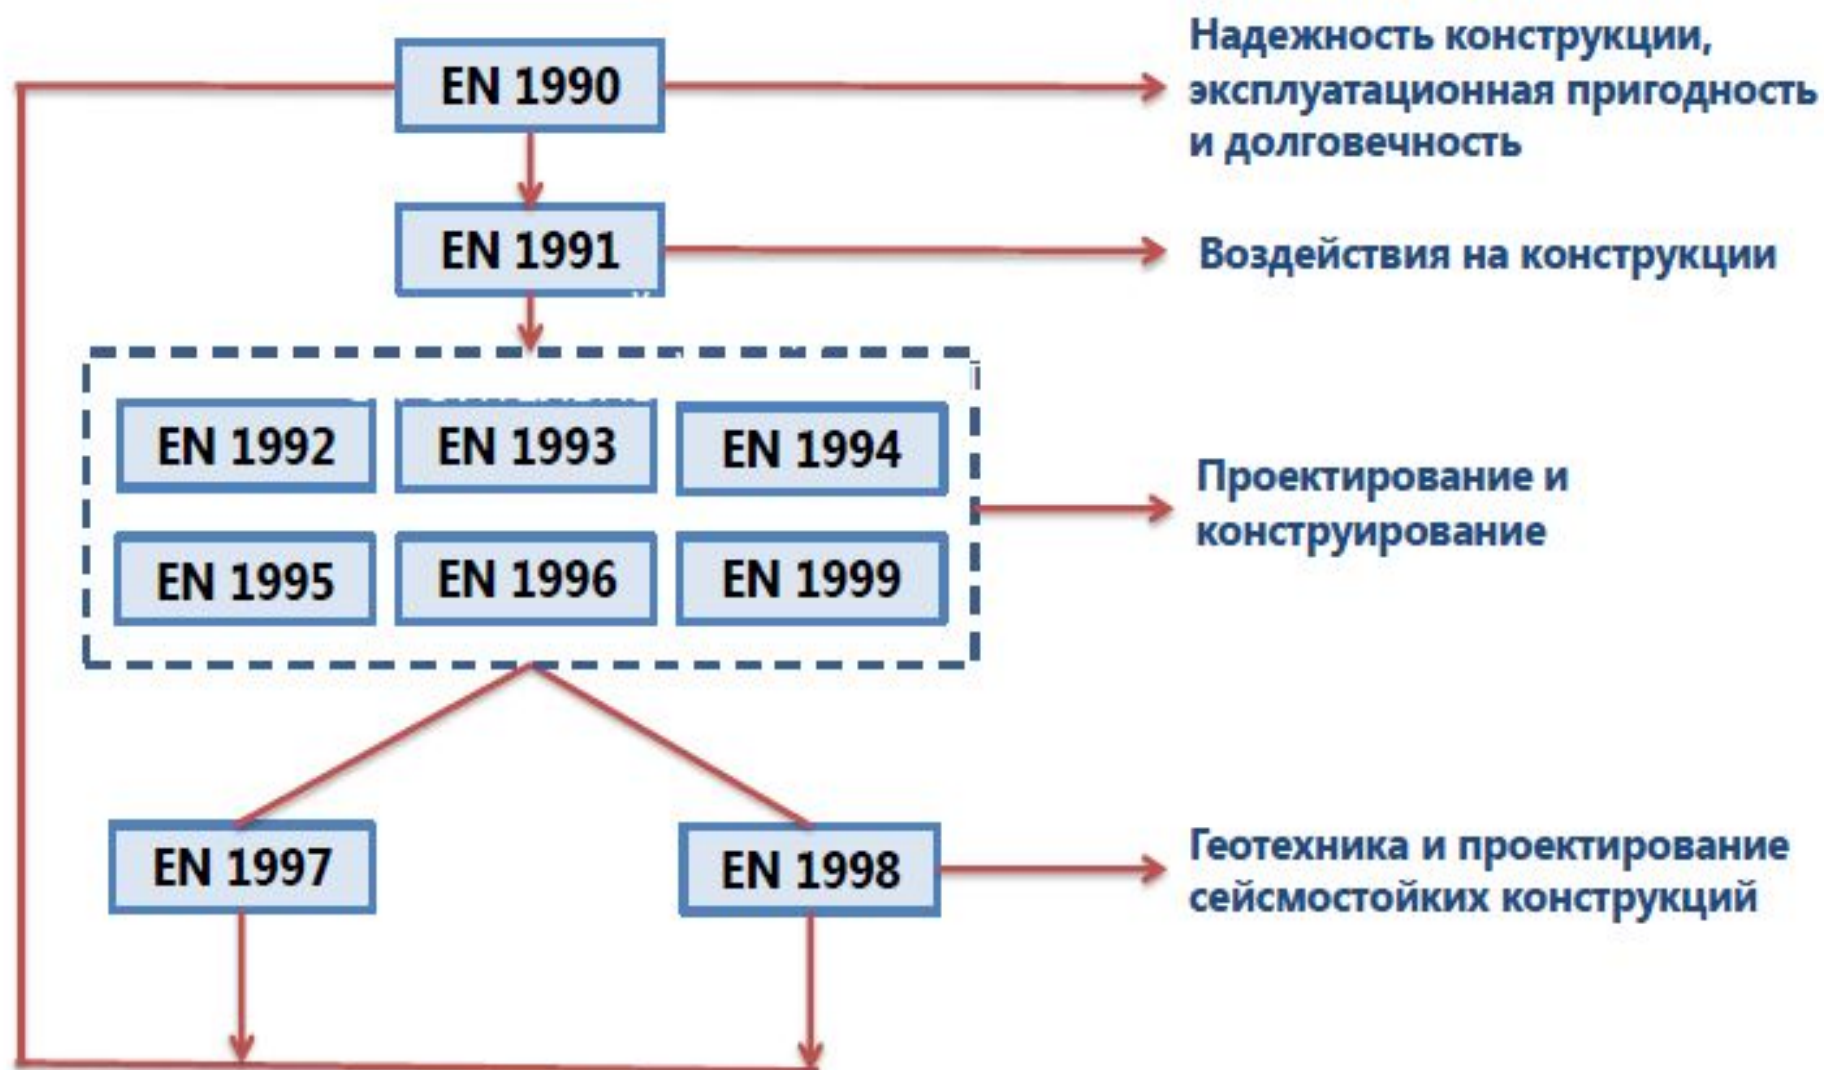 EN 1990
Надежность конструкции,
эксплуатационная пригодность
и долговечность
EN 1991
Воздействия на конструкции
EN 1992
EN 1993
EN 1994
EN 1995
EN 1996
EN 1999
Проектирование и
конструирование
EN 1997
EN 1998
Геотехника и проектирование
сейсмостойких конструкций